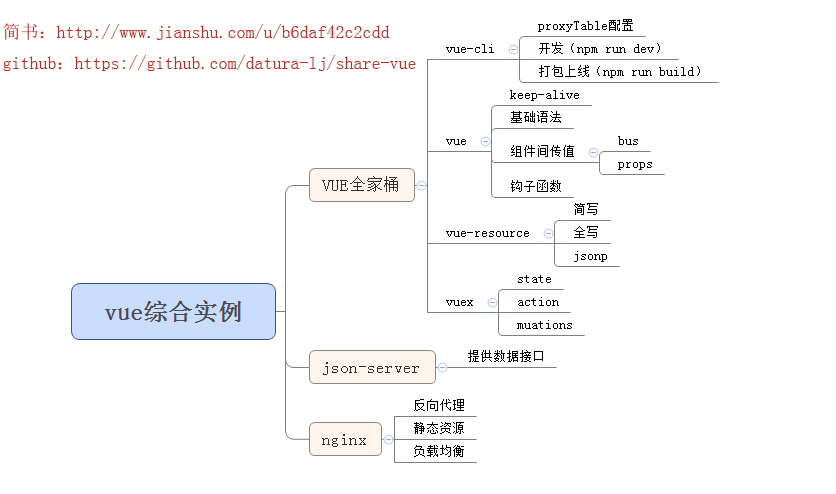 简书：http://www.jianshu.com/u/b6daf42c2cdd
github：https://github.com/datura-lj/share-vue
vue综合实例
VUE全家桶
vue-cli
proxyTable配置
开发（npm run dev）
打包上线（npm run build）
vue
keep-alive
基础语法
组件间传值
bus
props
钩子函数
vue-resource
简写
全写
jsonp
vuex
state
action
muations
json-server
提供数据接口
nginx
反向代理
静态资源
负载均衡